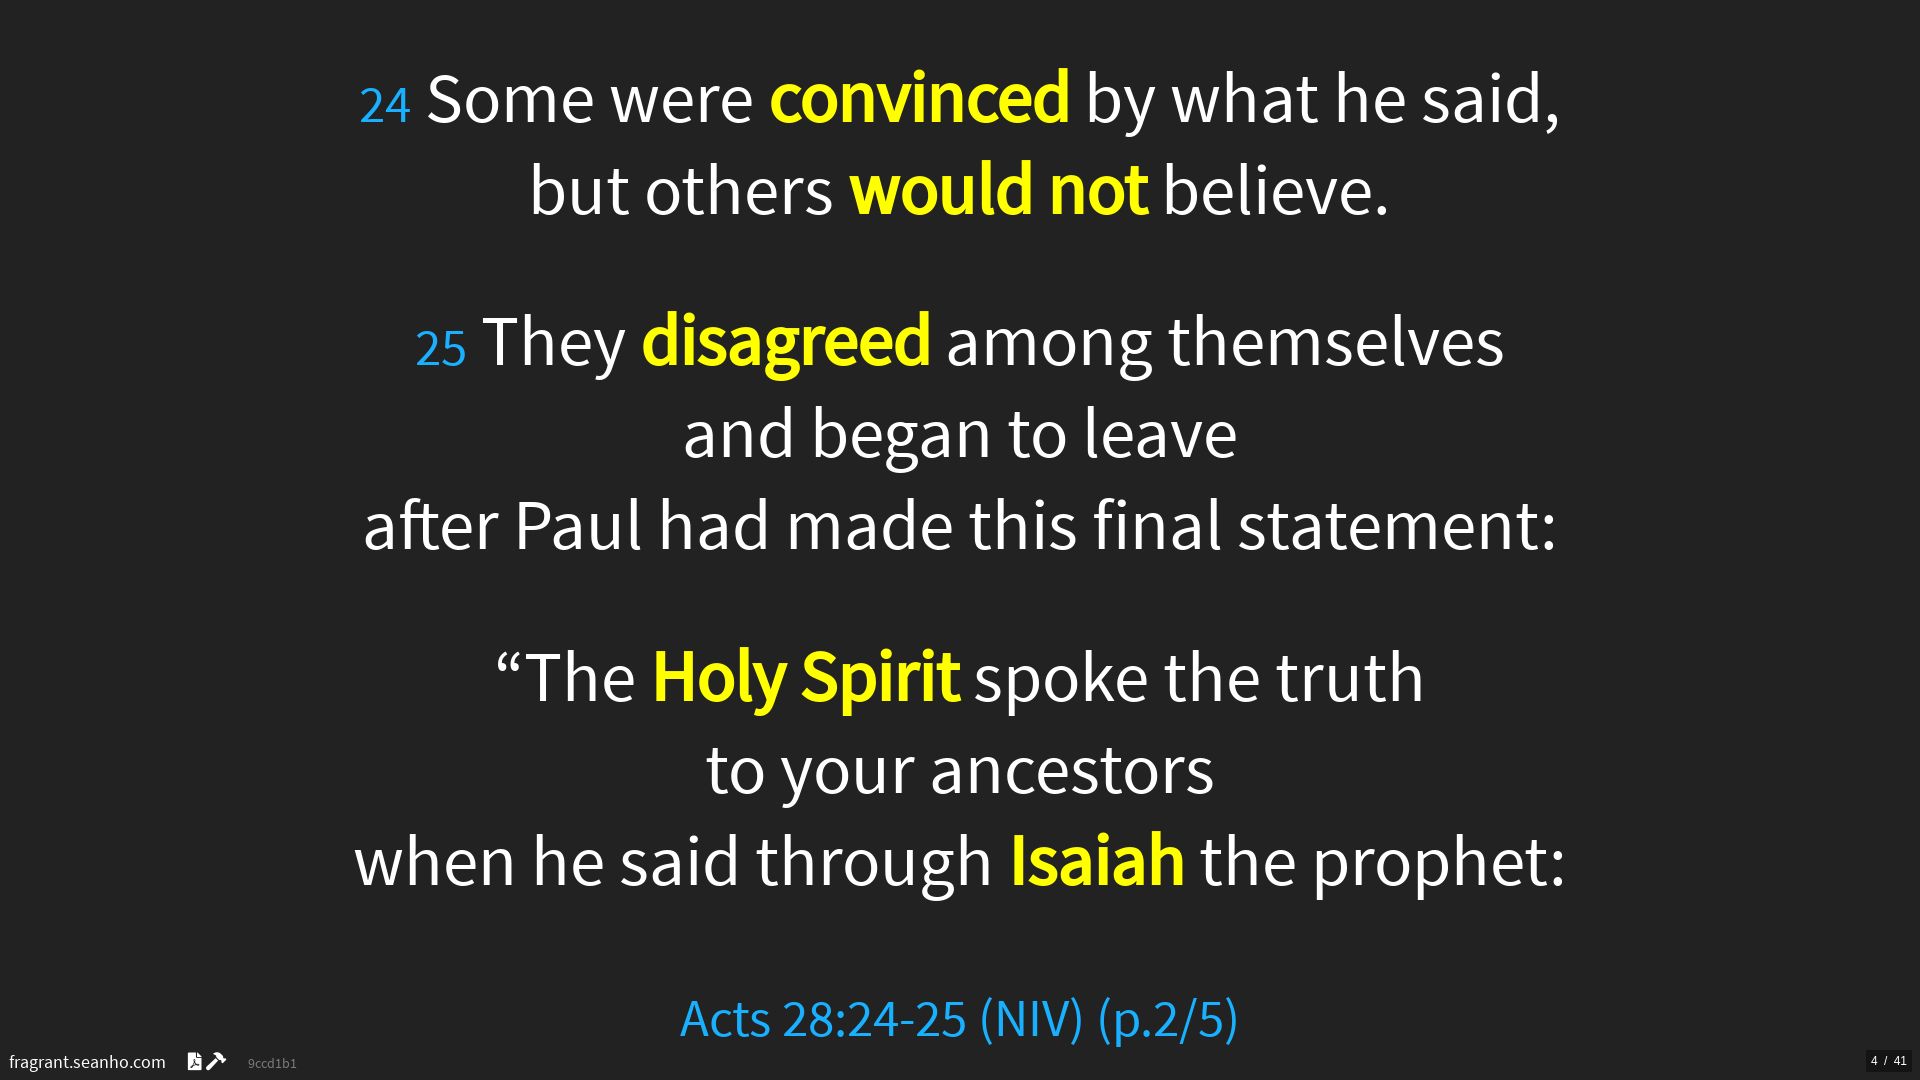 24 Some were convinced by what he said,
but others would not believe.
25 They disagreed among themselves
and began to leave
after Paul had made this final statement:
“The Holy Spirit spoke the truth
to your ancestors
when he said through Isaiah the prophet:
Acts 28:24-25 (NIV) (p.2/5)
fragrant.seanho.com 9ccd1b1
4 / 41